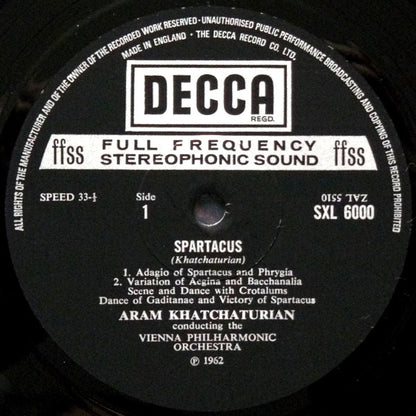 ALL RIGHTS OF THE MANUFACTURER AND OF THE OWNER OF THE RECORDED WORK RESERVED · UNAUTHORISED PUBLIC PERFORMANCE BROADCASTING AND COPYING OF THIS RECORD PROHIBITED
MADE IN ENGLAND · THE DECCA RECORD CO. LTD.
DECCA
REGD.
ffss FULL FREQUENCY ffss
STEREOPHONIC SOUND
SPEED 33-⅓ Side ZAL 5510
1 SXL 6000
SPARTACUS
(Khatchaturian)
1. Adagio of Spartacus and Phrygia
2. Variation of Aegina and Bacchanalia
Scene and Dance with Crotalums
Dance of Gaditanae and Victory of Spartacus
ARAM KHATCHATURIAN
conducting the
VIENNA PHILHARMONIC
ORCHESTRA
℗ 1962